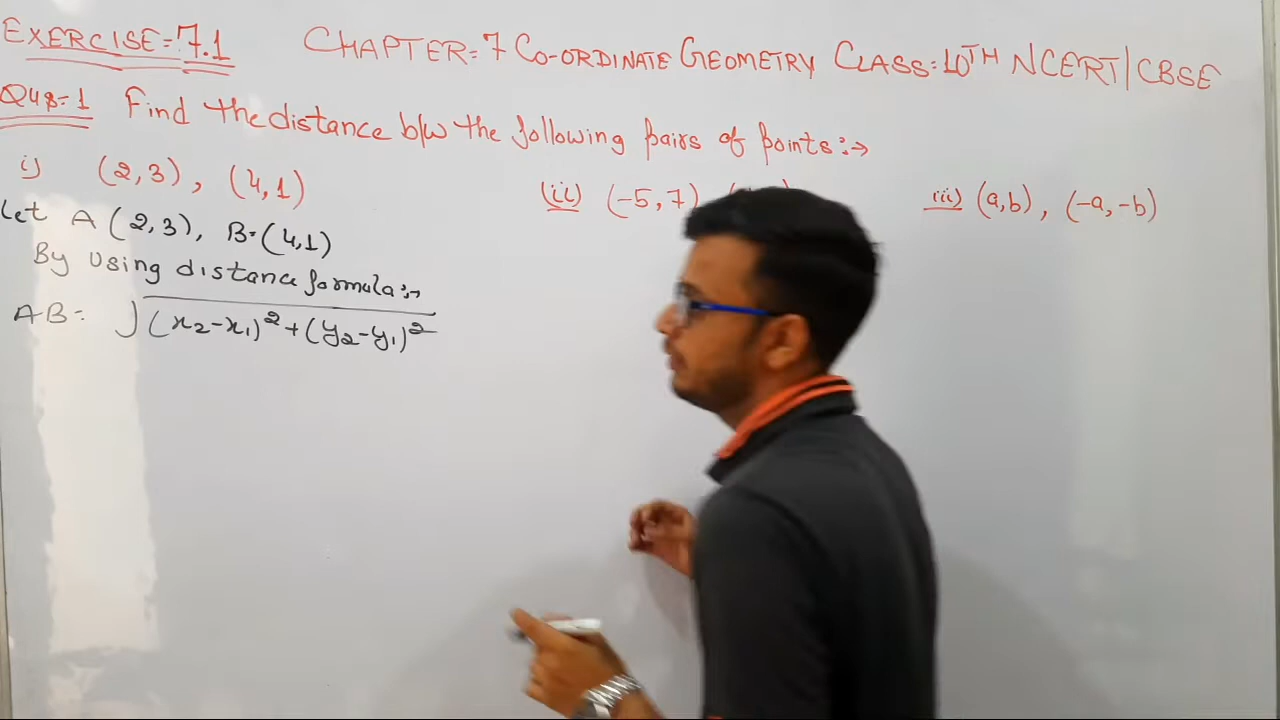 EXERCISE=7.1 CHAPTER=7 CO-ORDINATE GEOMETRY CLASS=10TH NCERT/CBSE
Ques=1 Find the distance b/w the following pairs of points:→
i) (2,3), (4,1) (ii) (-5,7) iii) (a,b), (-a,-b)
Let A(2,3), B=(4,1)
By using distance formula:→
AB= √(x₂-x₁)²+(y₂-y₁)²